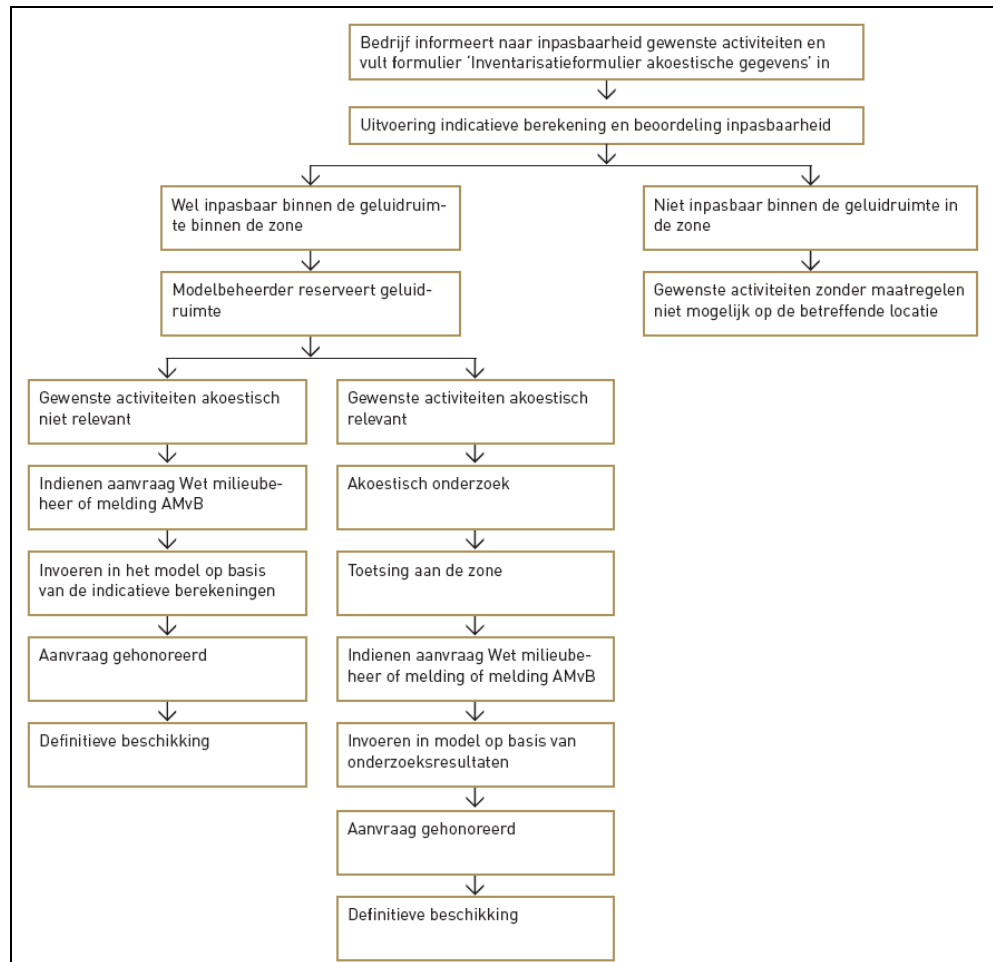 Bedrijf informeert naar inpasbaarheid gewenste activiteiten en
vult formulier 'Inventarisatieformulier akoestische gegevens' in
Uitvoering indicatieve berekening en beoordeling inpasbaarheid
Wel inpasbaar binnen de geluidruim-
te binnen de zone
Niet inpasbaar binnen de geluidruimte in
de zone
Modelbeheerder reserveert geluid-
ruimte
Gewenste activiteiten zonder maatregelen
niet mogelijk op de betreffende locatie
Gewenste activiteiten akoestisch
niet relevant
Gewenste activiteiten akoestisch
relevant
Indienen aanvraag Wet milieube-
heer of melding AMvB
Akoestisch onderzoek
Invoeren in het model op basis
van de indicatieve berekeningen
Toetsing aan de zone
Aanvraag gehonoreerd
Indienen aanvraag Wet milieube-
heer of melding of melding AMvB
Definitieve beschikking
Invoeren in model op basis van
onderzoeksresultaten
Aanvraag gehonoreerd
Definitieve beschikking